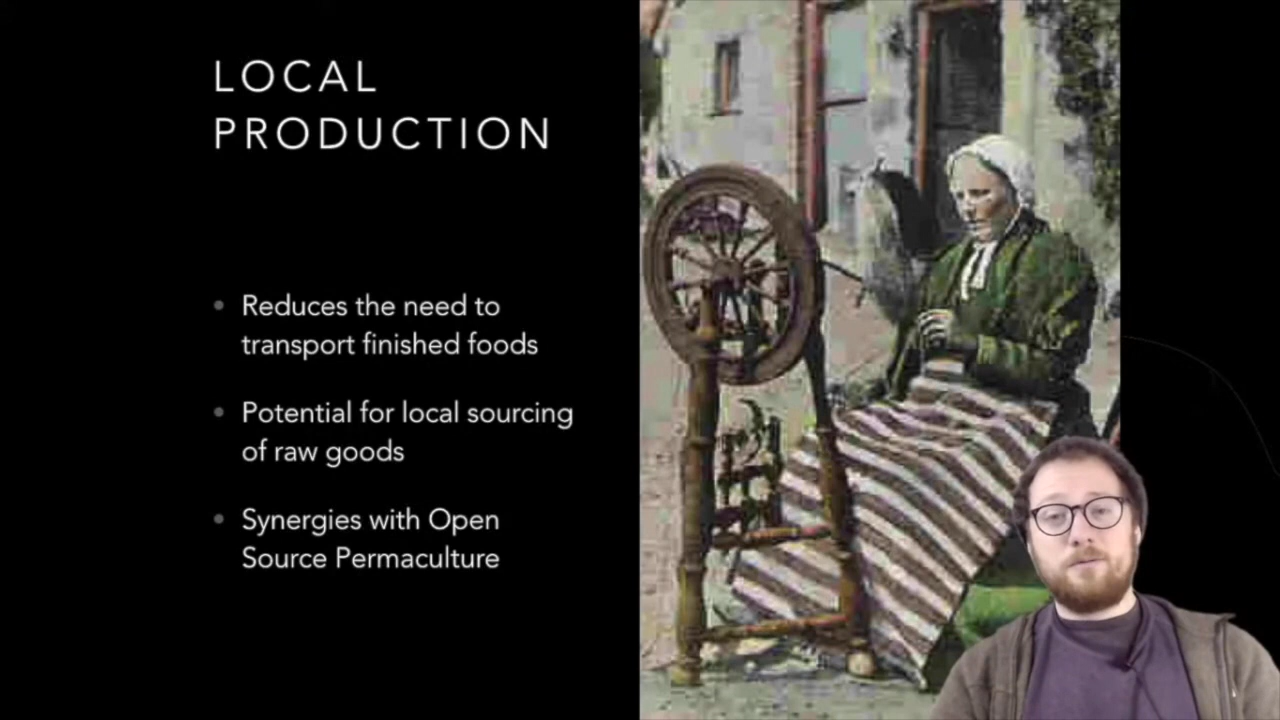 LOCAL
PRODUCTION
• Reduces the need to
transport finished foods
• Potential for local sourcing
of raw goods
• Synergies with Open
Source Permaculture